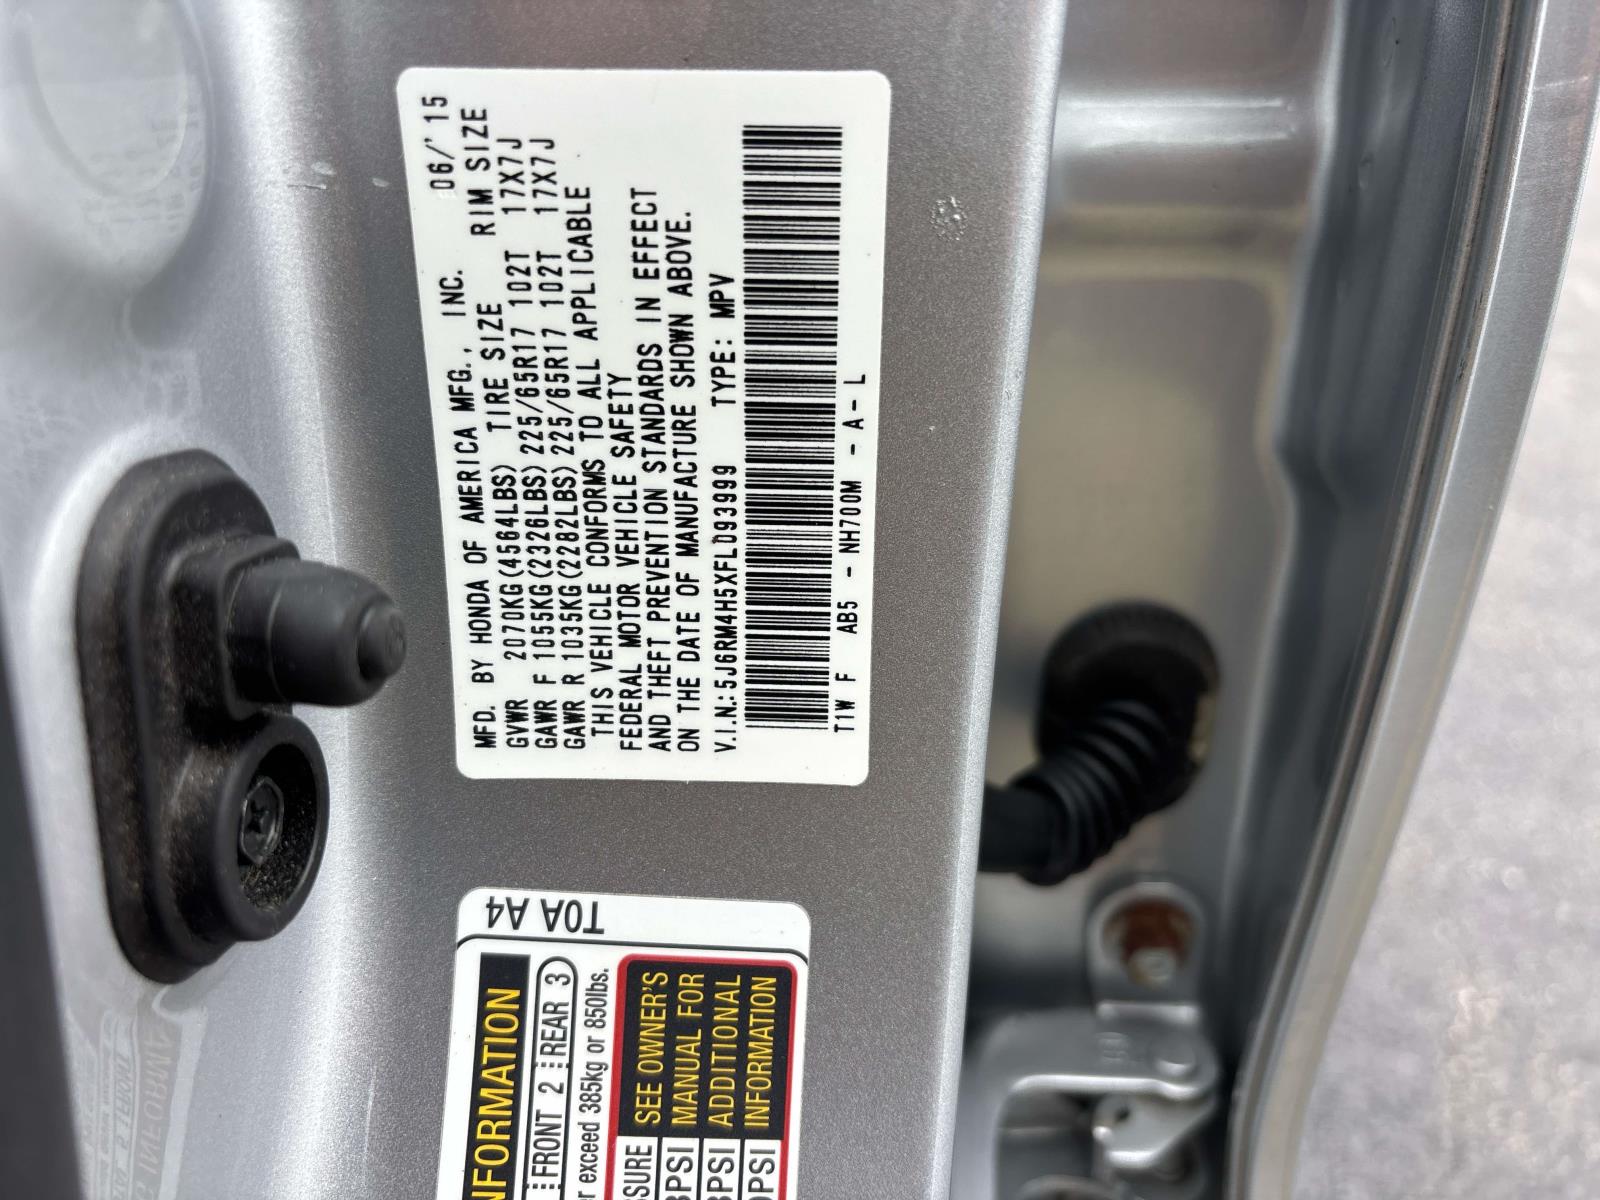 MFD. BY HONDA OF AMERICA MFG., INC. 06/'15
GVWR 2070KG(4564LBS) TIRE SIZE RIM SIZE
GAWR F 1055KG(2326LBS)225/65R17 102T 17X7J
GAWR R 1035KG(2282LBS)225/65R17 102T 17X7J
THIS VEHICLE CONFORMS TO ALL APPLICABLE
FEDERAL MOTOR VEHICLE SAFETY
AND THEFT PREVENTION STANDARDS IN EFFECT
ON THE DATE OF MANUFACTURE SHOWN ABOVE.
V.I.N.:5J6RM4H5XFL093999 TYPE: MPV
T1W F AB5 - NH700M - A - L
T0A A4
FORMATION
FRONT 2 REAR 3
exceed 385kg or 850lbs.
SEE OWNER'S
MANUAL FOR
ADDITIONAL
INFORMATION
PSI
PSI
PSI